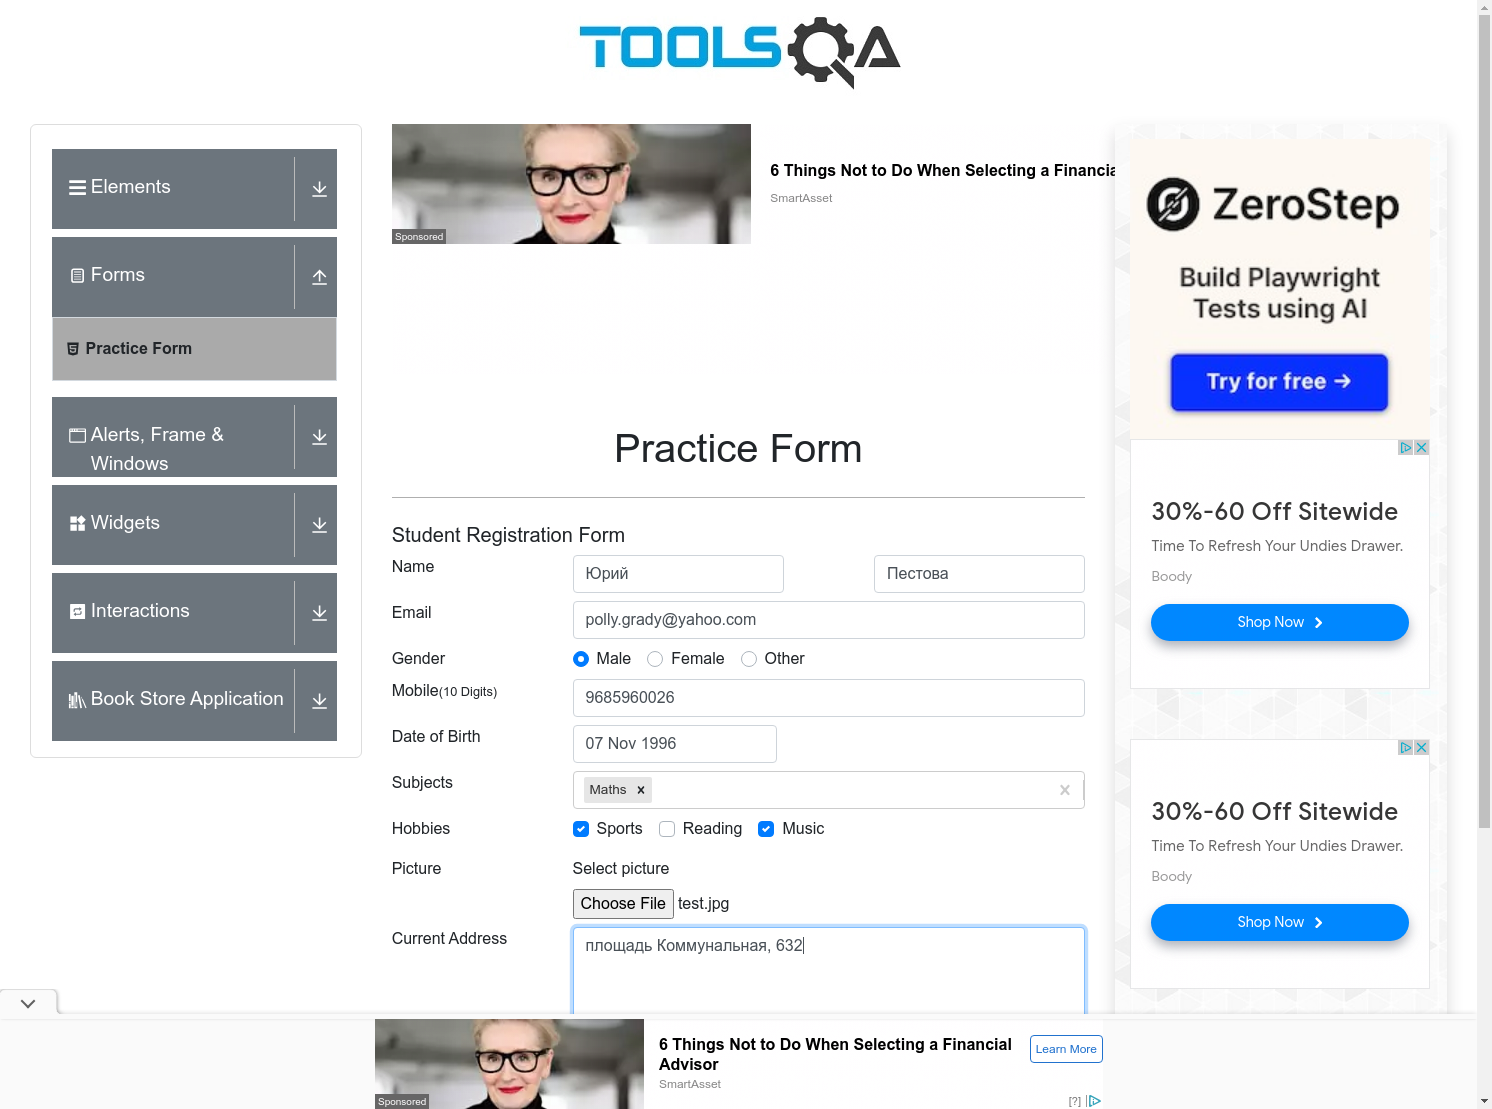 TOOLSQA
Elements
Forms
Practice Form
Alerts, Frame &
Windows
Widgets
Interactions
Book Store Application
Sponsored
6 Things Not to Do When Selecting a Financia
SmartAsset
Practice Form
Student Registration Form
Name
Юрий
Пестова
Email
polly.grady@yahoo.com
Gender
Male
Female
Other
Mobile(10 Digits)
9685960026
Date of Birth
07 Nov 1996
Subjects
Maths
Hobbies
Sports
Reading
Music
Picture
Select picture
Choose File test.jpg
Current Address
площадь Коммунальная, 632
ZeroStep
Build Playwright
Tests using AI
Try for free →
30%-60 Off Sitewide
Time To Refresh Your Undies Drawer.
Boody
Shop Now
30%-60 Off Sitewide
Time To Refresh Your Undies Drawer.
Boody
Shop Now
Sponsored
6 Things Not to Do When Selecting a Financial
Advisor
SmartAsset
Learn More
[?]